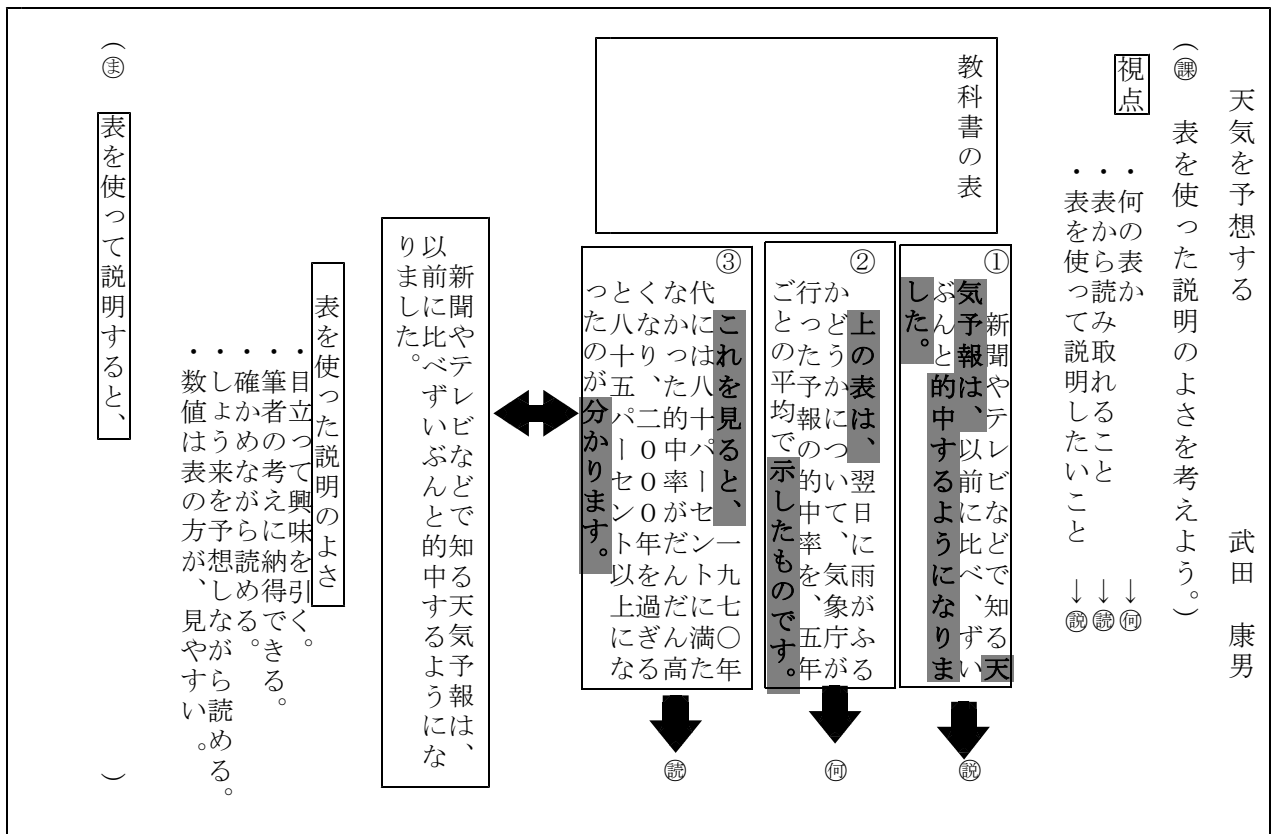 天気を予想する　武田　康男
（㋕課　表を使った説明のよさを考えよう。）
視点
・何の表か　↓㊒何
・表から読み取れること　↓読
・表を使って説明したいこと　↓説
教科書の表
①
新聞やテレビなどで知る天
気予報は、以前に比べ、ずい
ぶんと的中するようになりま
した。
説
②
上の表は、翌日に雨がふる
かどうかについて、気象庁が
行った予報の的中率を、五年
ごとの平均で示したものです。
何
③
これを見ると、一九七〇年
代には八十パーセントに満た
なかった的中率がだんだん高
くなり、二〇〇〇年を過ぎる
と八十五パーセント以上にな
ったのが分かります。
読
新聞やテレビなどで知る天気予報は、
以前に比べずいぶんと的中するようにな
りました。
表を使った説明のよさ
・目立って興味を引く。
・筆者の考えに納得できる。
・確かめながら読める。
・しょう来を予想しながら読める。
・数値は表の方が、見やすい。
（ま　表を使って説明すると、　）